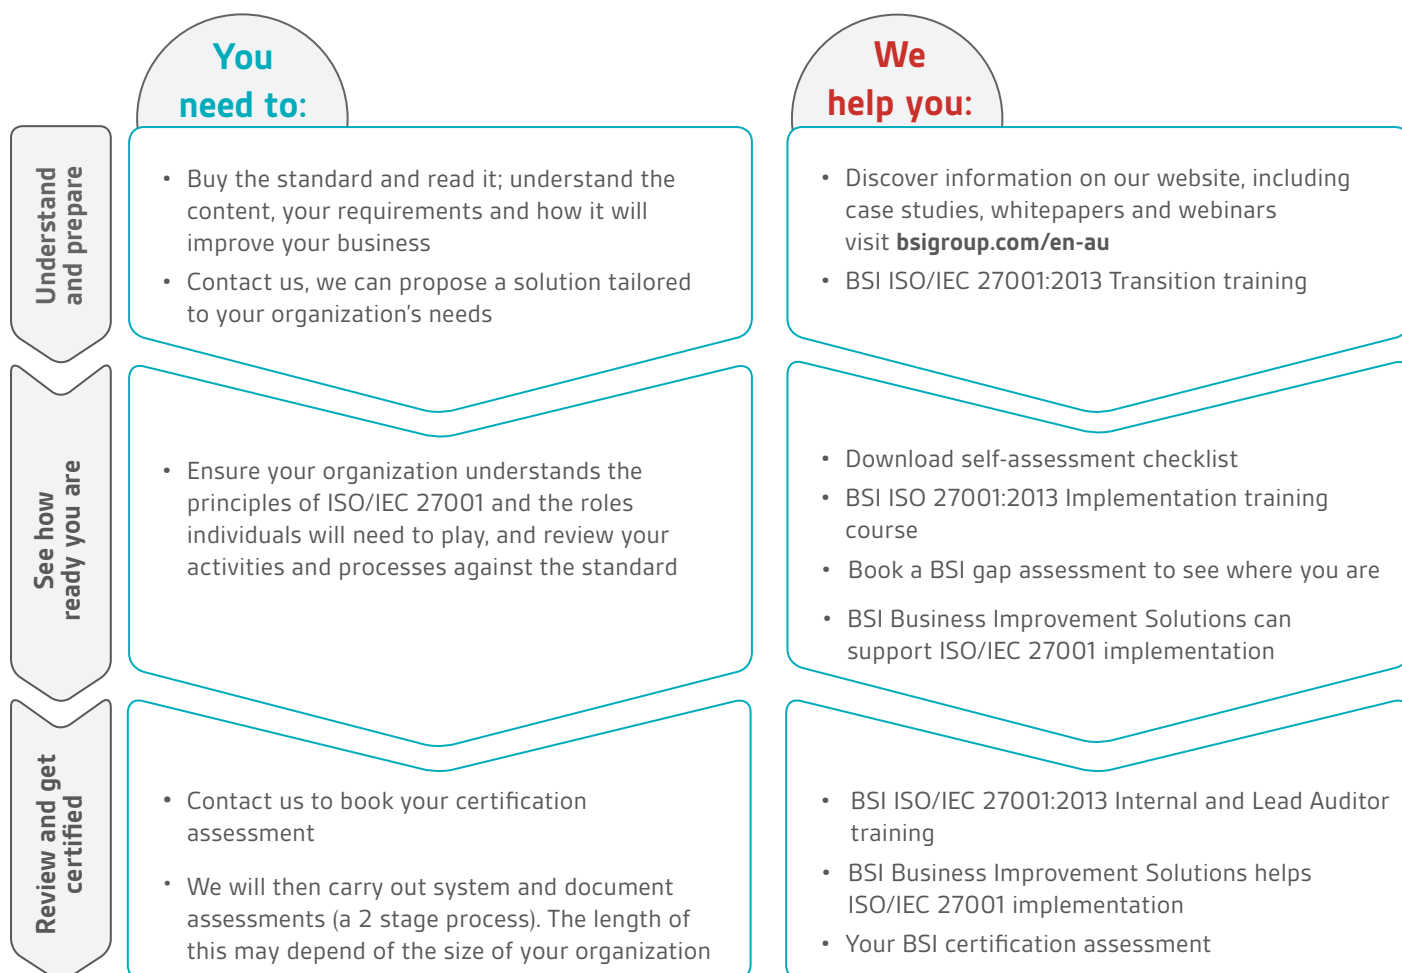 You
need to:
We
help you:
Understand
and prepare
• Buy the standard and read it; understand the
content, your requirements and how it will
improve your business
• Contact us, we can propose a solution tailored
to your organization's needs
• Discover information on our website, including
case studies, whitepapers and webinars
visit bsigroup.com/en-au
• BSI ISO/IEC 27001:2013 Transition training
See how
ready you are
• Ensure your organization understands the
principles of ISO/IEC 27001 and the roles
individuals will need to play, and review your
activities and processes against the standard
• Download self-assessment checklist
• BSI ISO 27001:2013 Implementation training
course
• Book a BSI gap assessment to see where you are
• BSI Business Improvement Solutions can
support ISO/IEC 27001 implementation
Review and get
certified
• Contact us to book your certification
assessment
• We will then carry out system and document
assessments (a 2 stage process). The length of
this may depend of the size of your organization
• BSI ISO/IEC 27001:2013 Internal and Lead Auditor
training
• BSI Business Improvement Solutions helps
ISO/IEC 27001 implementation
• Your BSI certification assessment